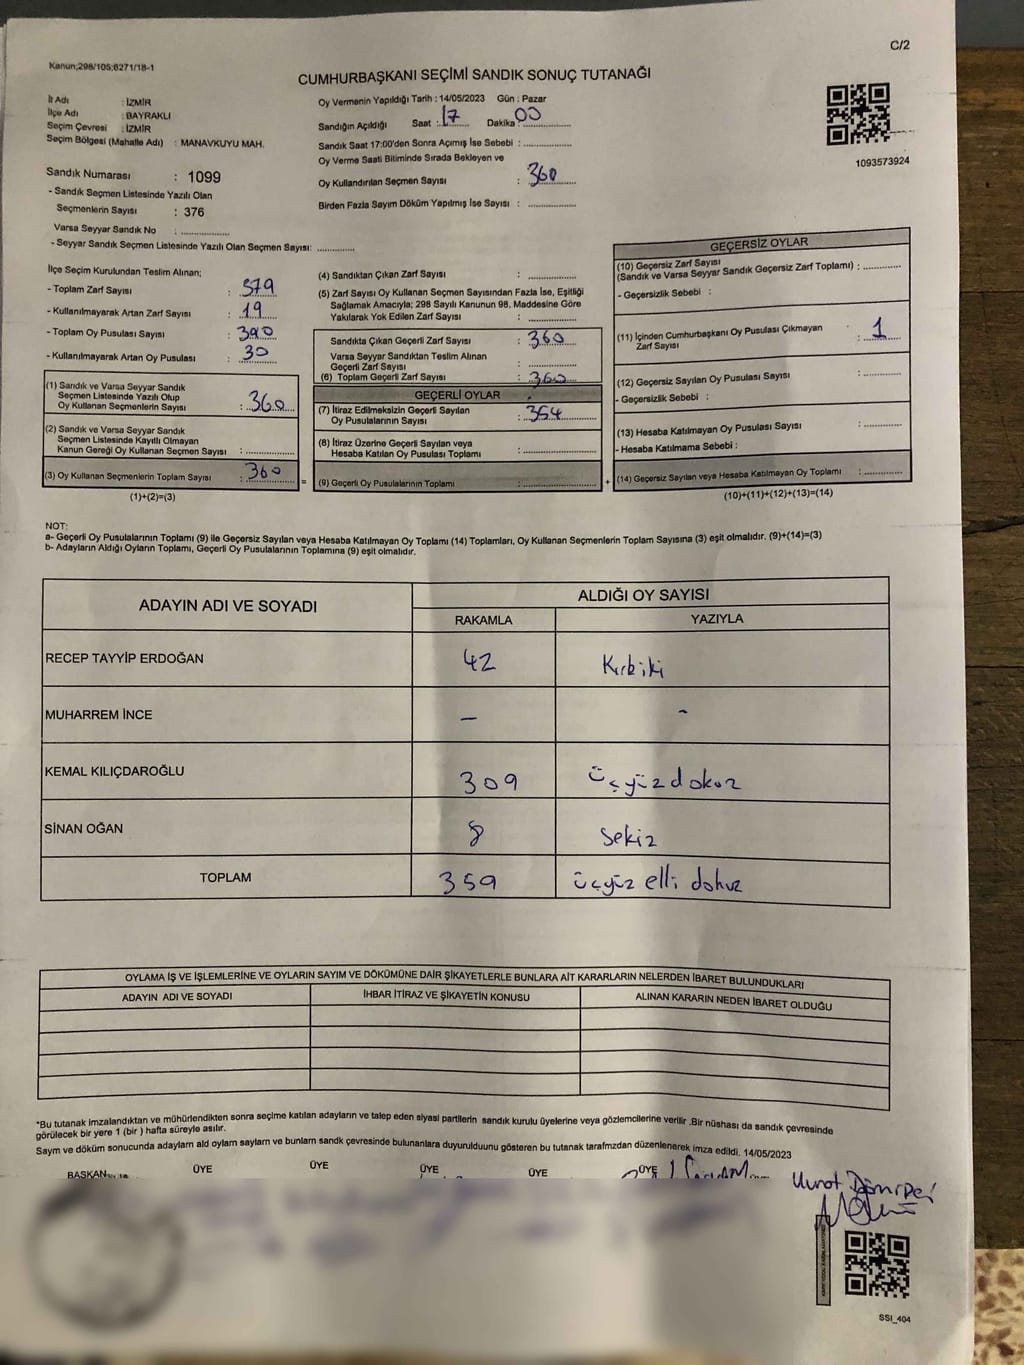 C/2
Kanun;298/105;6271/18-1
CUMHURBAŞKANI SEÇİMİ SANDIK SONUÇ TUTANAĞI
İl Adı : İZMİR
İlçe Adı : BAYRAKLI
Seçim Çevresi : İZMİR
Seçim Bölgesi (Mahalle Adı) : MANAVKUYU MAH.
Sandık Numarası : 1099
- Sandık Seçmen Listesinde Yazılı Olan
Seçmenlerin Sayısı : 376
Varsa Seyyar Sandık No : ..............
- Seyyar Sandık Seçmen Listesinde Yazılı Olan Seçmen Sayısı: ............
Oy Vermenin Yapıldığı Tarih : 14/05/2023 Gün : Pazar
Sandığın Açıldığı Saat : 17 Dakika : 00
Sandık Saat 17:00'den Sonra Açımış İse Sebebi : ..............
Oy Verme Saati Bitiminde Sırada Bekleyen ve
Oy Kullandırılan Seçmen Sayısı : 360
Birden Fazla Sayım Döküm Yapılmış İse Sayısı : ..............
1093573924
İlçe Seçim Kurulundan Teslim Alınan;
- Toplam Zarf Sayısı : 379
- Kullanılmayarak Artan Zarf Sayısı : 19
- Toplam Oy Pusulası Sayısı : 390
- Kullanılmayarak Artan Oy Pusulası : 30
(1) Sandık ve Varsa Seyyar Sandık
Seçmen Listesinde Yazılı Olup
Oy Kullanan Seçmenlerin Sayısı : 360
(2) Sandık ve Varsa Seyyar Sandık
Seçmen Listesinde Kayıtlı Olmayan
Kanun Gereği Oy Kullanan Seçmen Sayısı : ..............
(3) Oy Kullanan Seçmenlerin Toplam Sayısı : 360
(1)+(2)=(3)
=
(4) Sandıktan Çıkan Zarf Sayısı : ..............
(5) Zarf Sayısı Oy Kullanan Seçmen Sayısından Fazla İse, Eşitliği
Sağlamak Amacıyla; 298 Sayılı Kanunun 98, Maddesine Göre
Yakılarak Yok Edilen Zarf Sayısı : ..............
Sandıkta Çıkan Geçerli Zarf Sayısı : 360
Varsa Seyyar Sandıktan Teslim Alınan
Geçerli Zarf Sayısı : ..............
(6) Toplam Geçerli Zarf Sayısı : 360
GEÇERLİ OYLAR
(7) İtiraz Edilmeksizin Geçerli Sayılan
Oy Pusulalarının Sayısı : 354
(8) İtiraz Üzerine Geçerli Sayılan veya
Hesaba Katılan Oy Pusulası Toplamı : ..............
(9) Geçerli Oy Pusulalarının Toplamı : ..............
+
GEÇERSİZ OYLAR
(10) Geçersiz Zarf Sayısı
(Sandık ve Varsa Seyyar Sandık Geçersiz Zarf Toplamı) : ............
- Geçersizlik Sebebi :
(11) İçinden Cumhurbaşkanı Oy Pusulası Çıkmayan
Zarf Sayısı : 1
(12) Geçersiz Sayılan Oy Pusulası Sayısı : ............
- Geçersizlik Sebebi :
(13) Hesaba Katılmayan Oy Pusulası Sayısı : ............
- Hesaba Katılmama Sebebi :
(14) Geçersiz Sayılan veya Hesaba Katılmayan Oy Toplamı : ............
(10)+(11)+(12)+(13)=(14)
NOT:
a- Geçerli Oy Pusulalarının Toplamı (9) ile Geçersiz Sayılan veya Hesaba Katılmayan Oy Toplamı (14) Toplamları, Oy Kullanan Seçmenlerin Toplam Sayısına (3) eşit olmalıdır. (9)+(14)=(3)
b- Adayların Aldığı Oyların Toplamı, Geçerli Oy Pusulalarının Toplamına (9) eşit olmalıdır.
ADAYIN ADI VE SOYADI ALDIĞI OY SAYISI
RAKAMLA YAZIYLA
RECEP TAYYİP ERDOĞAN 42 Kırkiki
MUHARREM İNCE – -
KEMAL KILIÇDAROĞLU 309 üçyüzdokuz
SİNAN OĞAN 8 Sekiz
TOPLAM 359 üçyüz elli dokuz
OYLAMA İŞ VE İŞLEMLERİNE VE OYLARIN SAYIM VE DÖKÜMÜNE DAİR ŞİKAYETLERLE BUNLARA AİT KARARLARIN NELERDEN İBARET BULUNDUKLARI
ADAYIN ADI VE SOYADI İHBAR İTİRAZ VE ŞİKAYETİN KONUSU ALINAN KARARIN NEDEN İBARET OLDUĞU
*Bu tutanak imzalandıktan ve mühürlendikten sonra seçime katılan adayların ve talep eden siyasi partilerin sandık kurulu üyelerine veya gözlemcilerine verilir .Bir nüshası da sandık çevresinde
görülecek bir yere 1 (bir ) hafta süreyle asılır.
Saym ve döküm sonucunda adaylarm ald oylarm saylarm ve bunlarm sandk çevresinde bulunanlara duyurulduunu gösteren bu tutanak tarafmzdan düzenlenerek imza edildi. 14/05/2023
BAŞKAN ÜYE ÜYE ÜYE ÜYE ÜYE
SSI_404